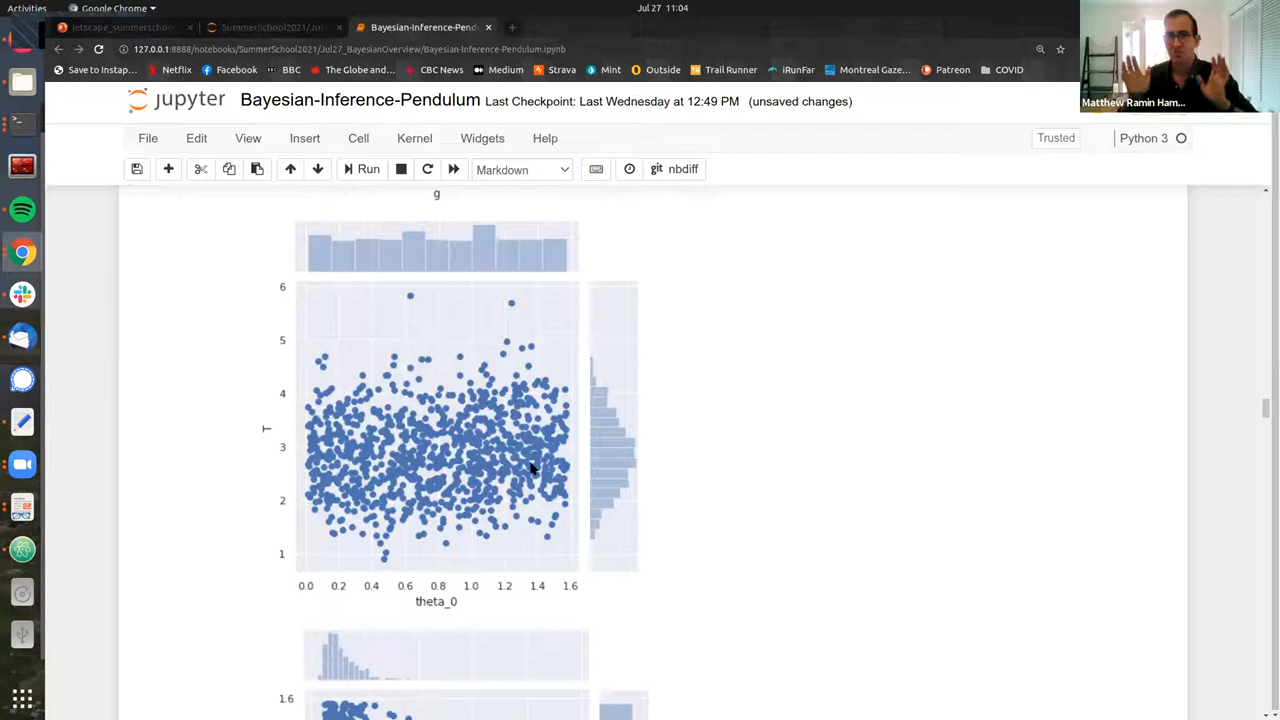 Activities Google Chrome Jul 27 11:04
jetscape_summerschoo SummerSchool2021/Jul Bayesian-Inference-Pend
127.0.0.1:8888/notebooks/SummerSchool2021/Jul27_BayesianOverview/Bayesian-Inference-Pendulum.ipynb
Save to Instap... Netflix Facebook BBC The Globe and... CBC News Medium Strava Mint Outside Trail Runner iRunFar Montreal Gaze... Patreon COVID
Matthew Ramin Ham...
jupyter Bayesian-Inference-Pendulum Last Checkpoint: Last Wednesday at 12:49 PM (unsaved changes)
File Edit View Insert Cell Kernel Widgets Help Trusted Python 3
Run Markdown git nbdiff
g
6
5
4
T
3
2
1
0.0 0.2 0.4 0.6 0.8 1.0 1.2 1.4 1.6
theta_0
1.6